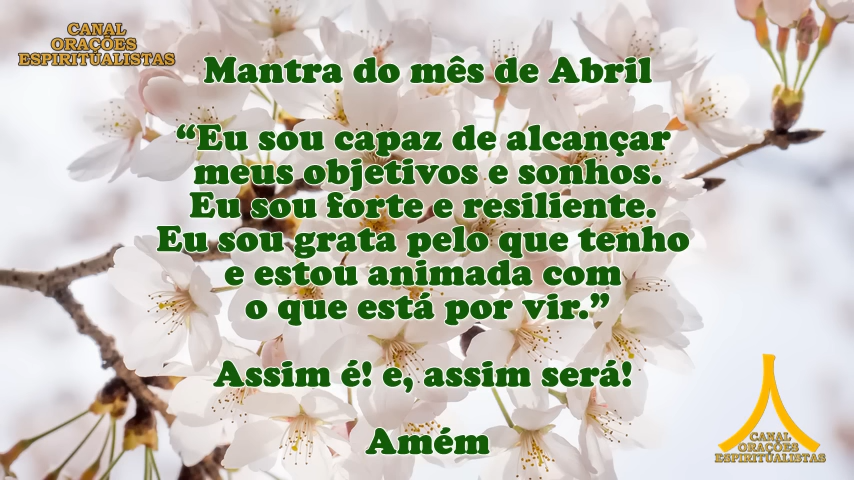 CANAL
ORAÇÕES
ESPIRITUALISTAS
Mantra do mês de Abril
“Eu sou capaz de alcançar
meus objetivos e sonhos.
Eu sou forte e resiliente.
Eu sou grata pelo que tenho
e estou animada com
o que está por vir.”
Assim é! e, assim será!
Amém
CANAL
ORAÇÕES
ESPIRITUALISTAS